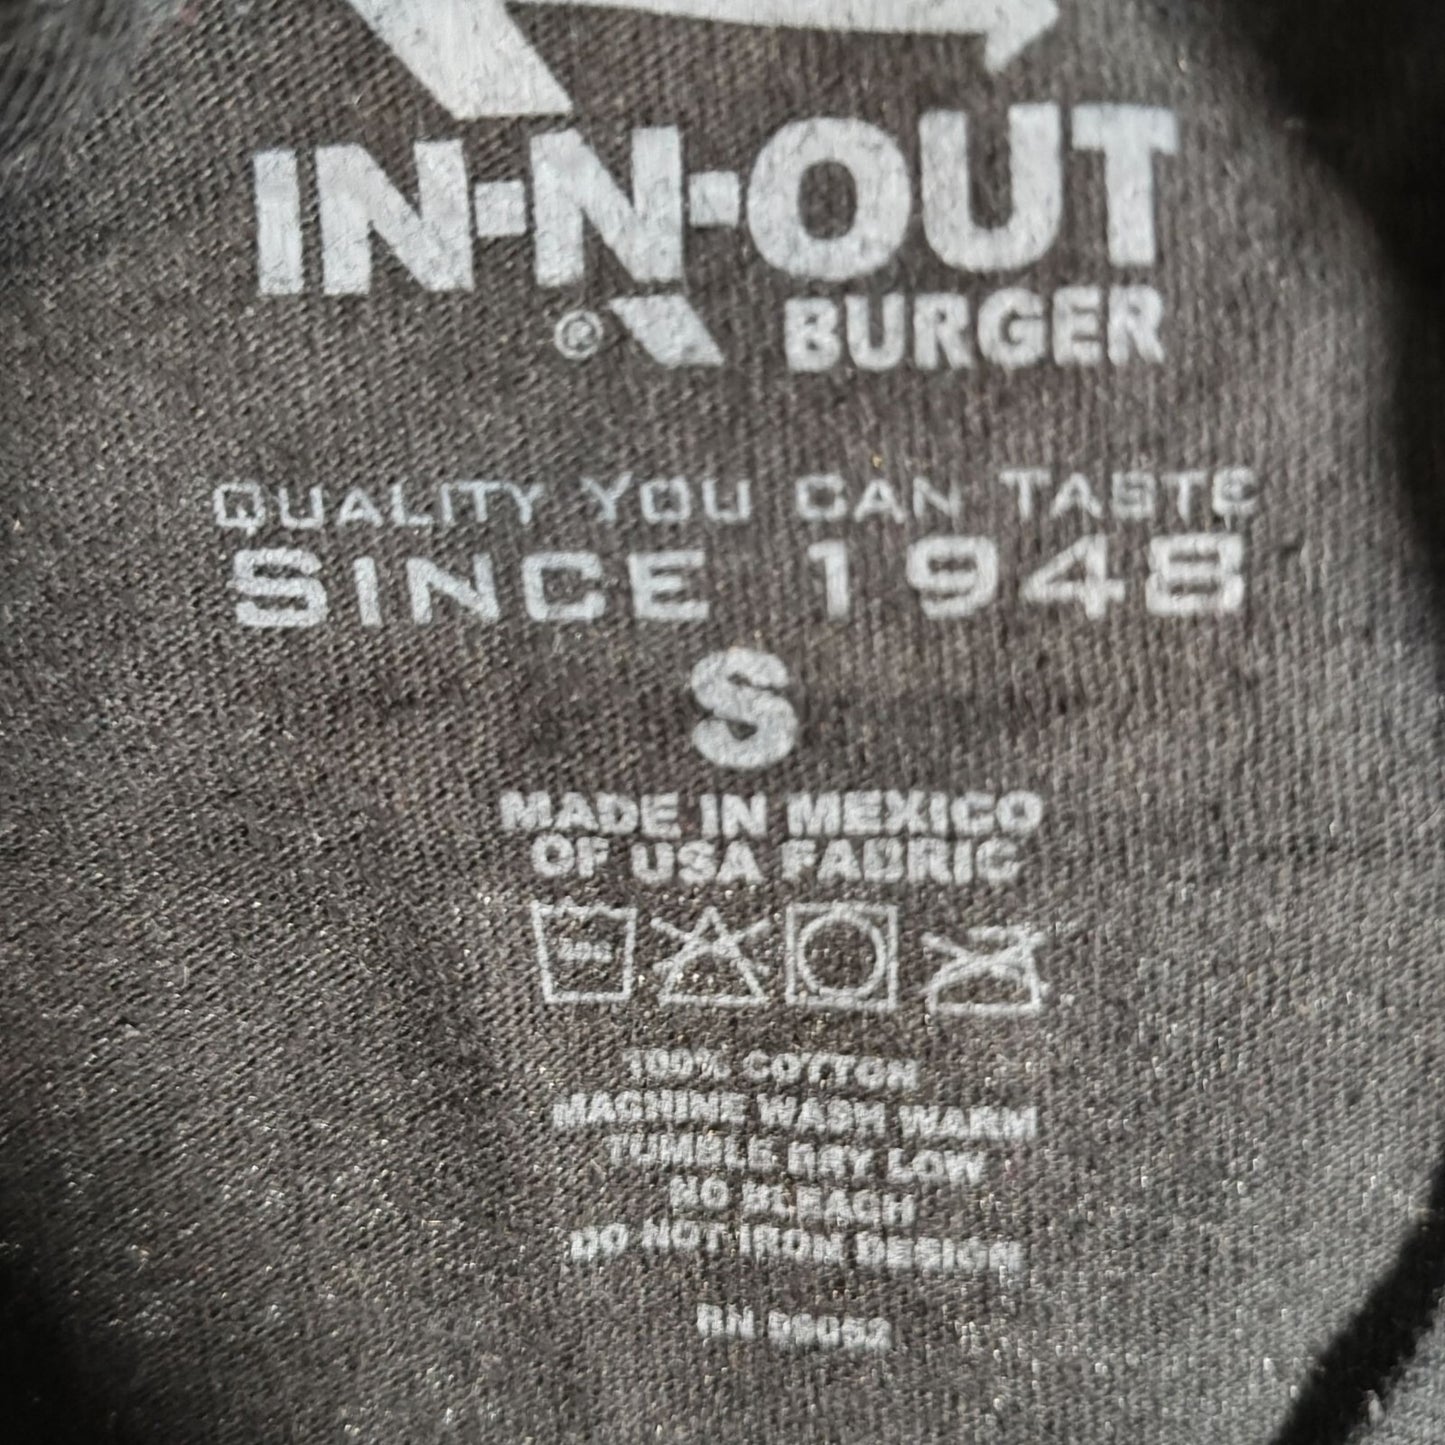 IN-N-OUT
® BURGER
QUALITY YOU CAN TASTE
SINCE 1948
S
MADE IN MEXICO
OF USA FABRIC
100% COTTON
MACHINE WASH WARM
TUMBLE DRY LOW
NO BLEACH
DO NOT IRON DESIGN
RN